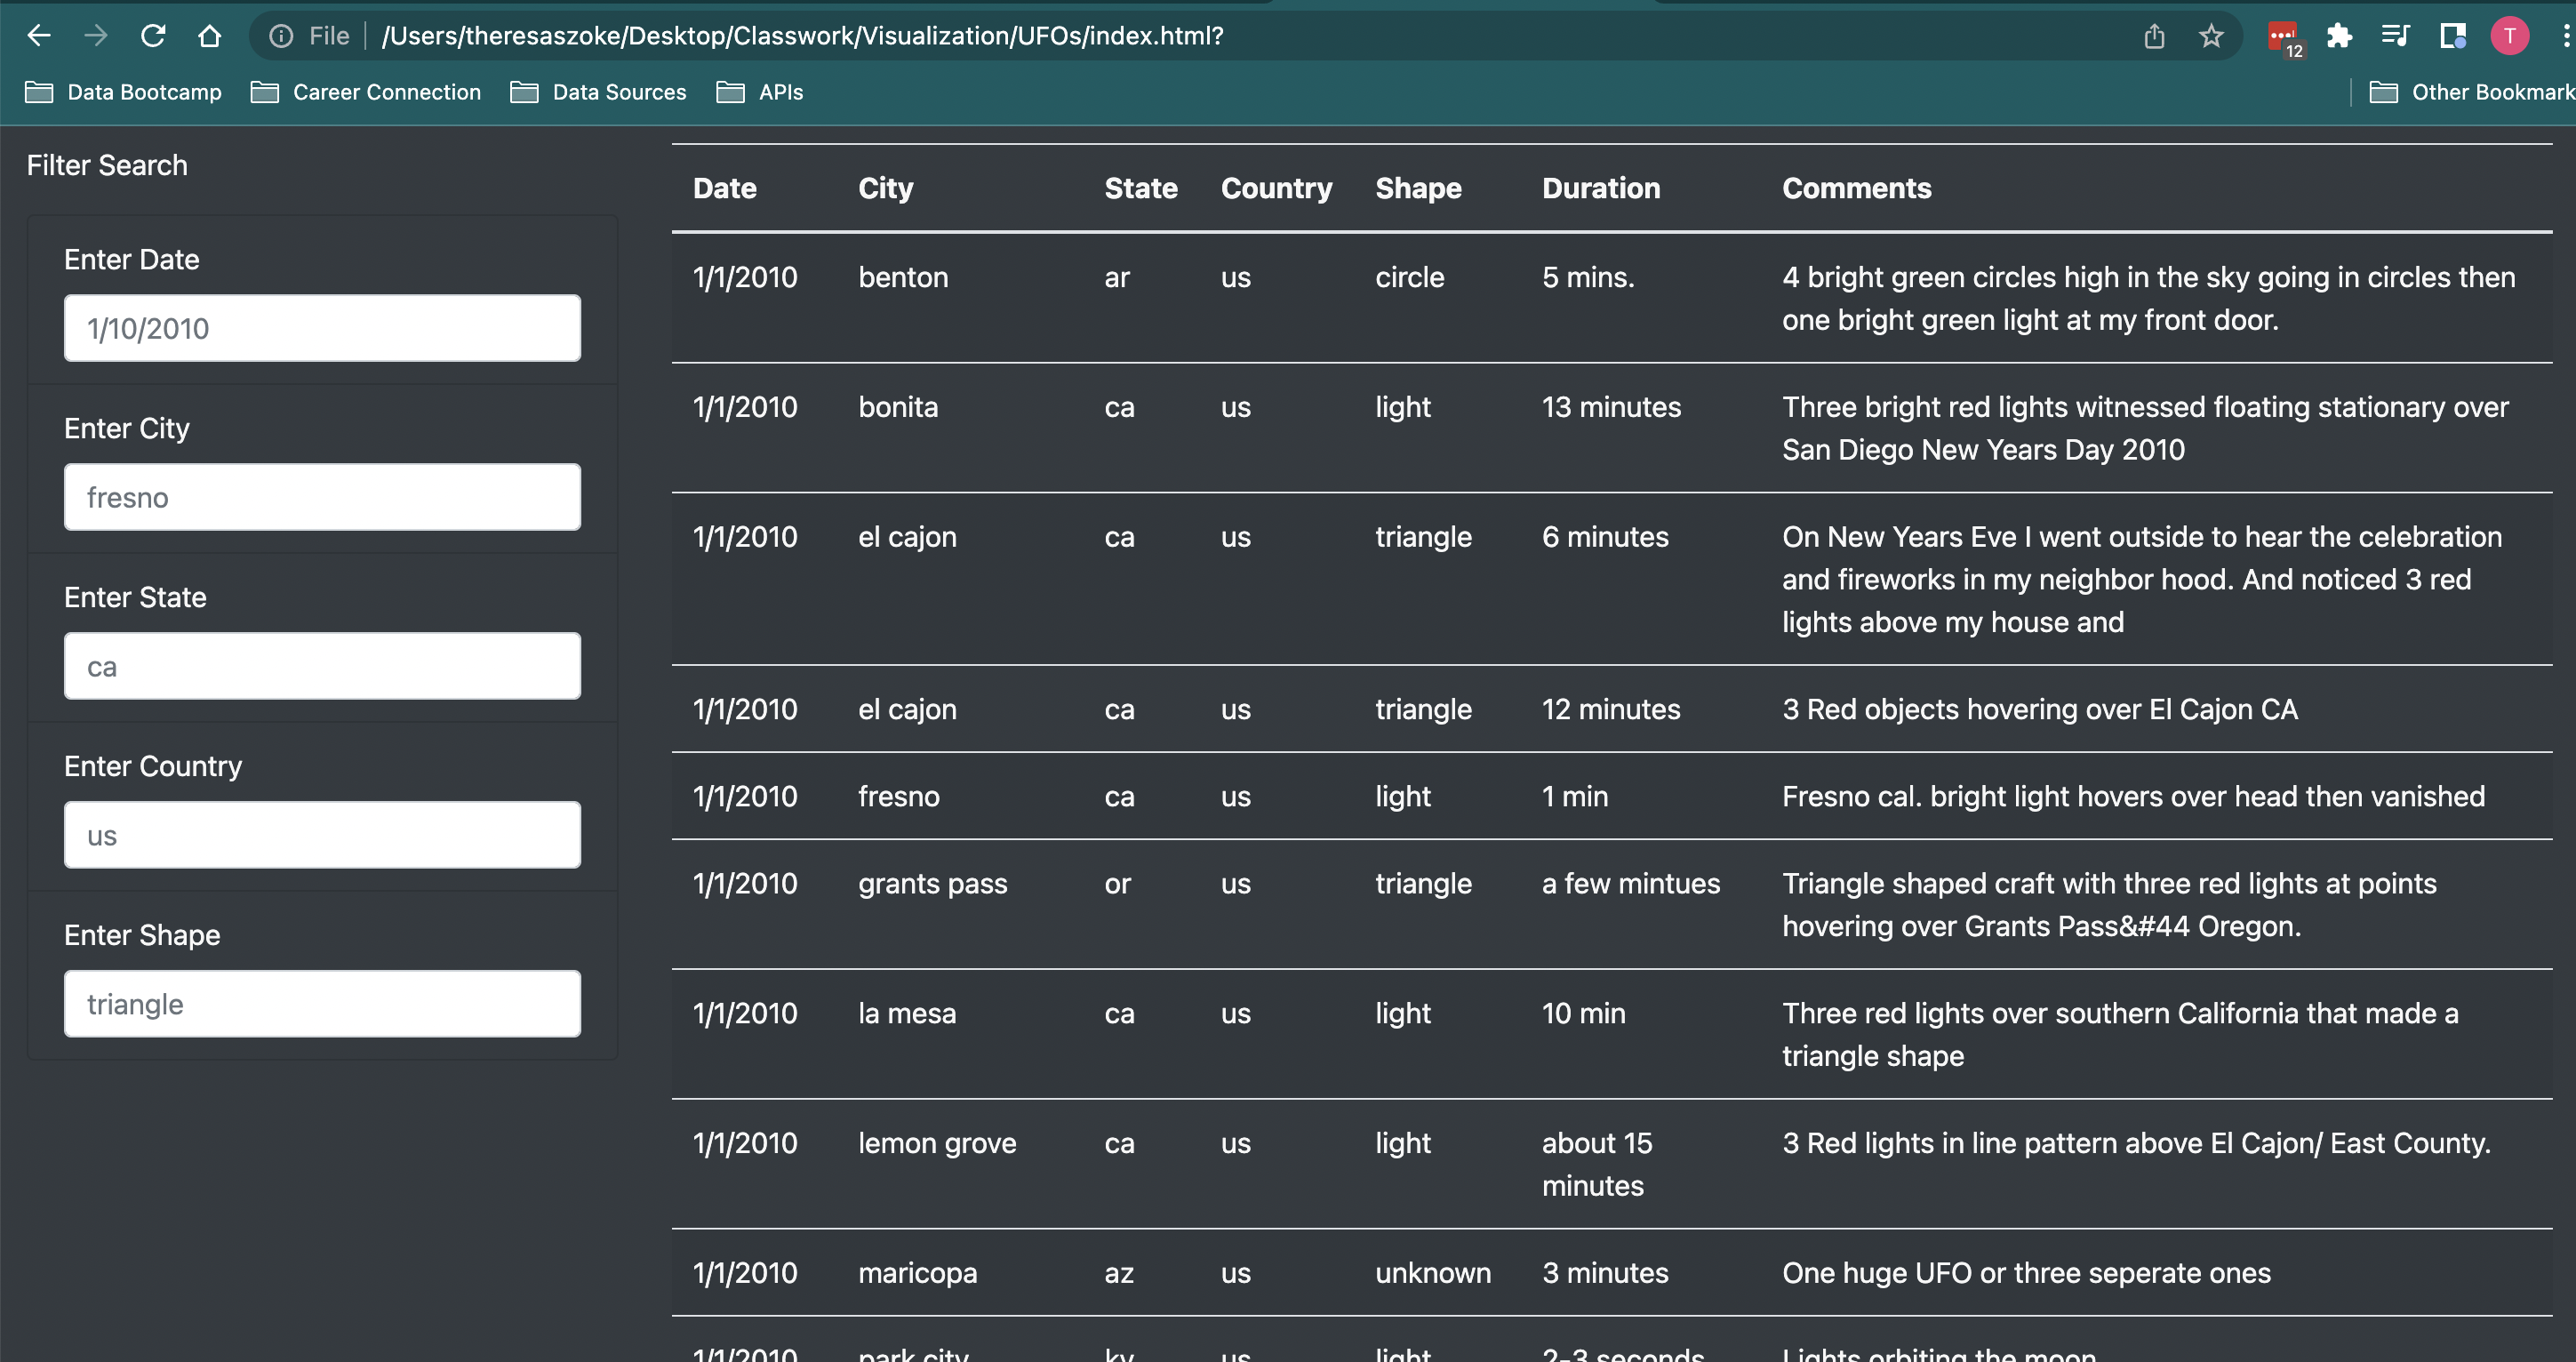 File /Users/theresaszoke/Desktop/Classwork/Visualization/UFOs/index.html?
12
T
Data Bootcamp Career Connection Data Sources APIs Other Bookmark
Filter Search
Enter Date
1/10/2010
Enter City
fresno
Enter State
ca
Enter Country
us
Enter Shape
triangle
Date City State Country Shape Duration Comments
1/1/2010 benton ar us circle 5 mins. 4 bright green circles high in the sky going in circles then
one bright green light at my front door.
1/1/2010 bonita ca us light 13 minutes Three bright red lights witnessed floating stationary over
San Diego New Years Day 2010
1/1/2010 el cajon ca us triangle 6 minutes On New Years Eve I went outside to hear the celebration
and fireworks in my neighbor hood. And noticed 3 red
lights above my house and
1/1/2010 el cajon ca us triangle 12 minutes 3 Red objects hovering over El Cajon CA
1/1/2010 fresno ca us light 1 min Fresno cal. bright light hovers over head then vanished
1/1/2010 grants pass or us triangle a few mintues Triangle shaped craft with three red lights at points
hovering over Grants Pass&#44 Oregon.
1/1/2010 la mesa ca us light 10 min Three red lights over southern California that made a
triangle shape
1/1/2010 lemon grove ca us light about 15 3 Red lights in line pattern above El Cajon/ East County.
minutes
1/1/2010 maricopa az us unknown 3 minutes One huge UFO or three seperate ones
1/1/2010 park city ky us light 2-3 seconds Lights orbiting the moon